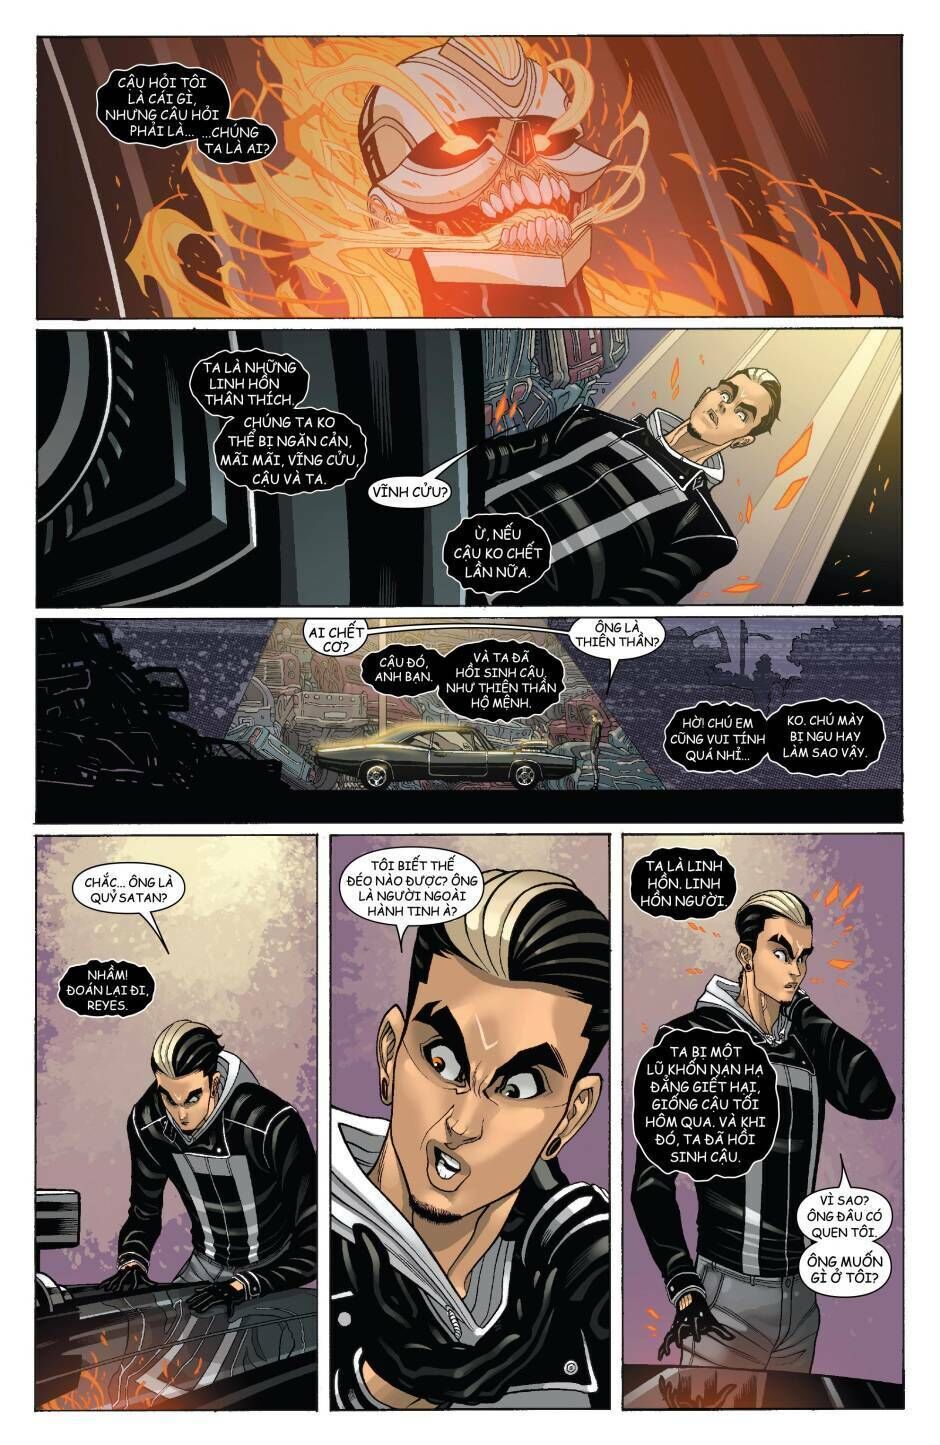 CÂU HỎI TÔI
LÀ CÁI GÌ,
NHƯNG CÂU HỎI
PHẢI LÀ...
...CHÚNG
TA LÀ AI?
TA LÀ NHỮNG
LINH HỒN
THÂN THÍCH.
CHÚNG TA KO
THỂ BỊ NGĂN CẢN,
MÃI MÃI, VĨNG CỬU,
CẬU VÀ TA.
VĨNH CỬU?
Ừ, NẾU
CẬU KO CHẾT
LẦN NỮA.
AI CHẾT
CƠ?
CẬU ĐÓ,
ANH BẠN.
VÀ TA ĐÃ
HỒI SINH CẬU,
NHƯ THIÊN THẦN
HỘ MỆNH.
ÔNG LÀ
THIÊN THẦN?
HỜ! CHÚ EM
CŨNG VUI TÍNH
QUÁ NHỈ...
KO. CHÚ MÀY
BỊ NGU HAY
LÀM SAO VẬY.
CHẮC... ÔNG LÀ
QUỶ SATAN?
NHẦM!
ĐOÁN LẠI ĐI,
REYES.
TÔI BIẾT THẾ
ĐÉO NÀO ĐƯỢC? ÔNG
LÀ NGƯỜI NGOÀI
HÀNH TINH À?
TA LÀ LINH
HỒN. LINH
HỒN NGƯỜI.
TA BỊ MỘT
LŨ KHỐN NẠN HẠ
ĐẲNG GIẾT HẠI,
GIỐNG CẬU TỐI
HÔM QUA. VÀ KHI
ĐÓ, TA ĐÃ HỒI
SINH CẬU.
VÌ SAO?
ÔNG ĐÂU CÓ
QUEN TÔI.
ÔNG MUỐN
GÌ Ở TÔI?